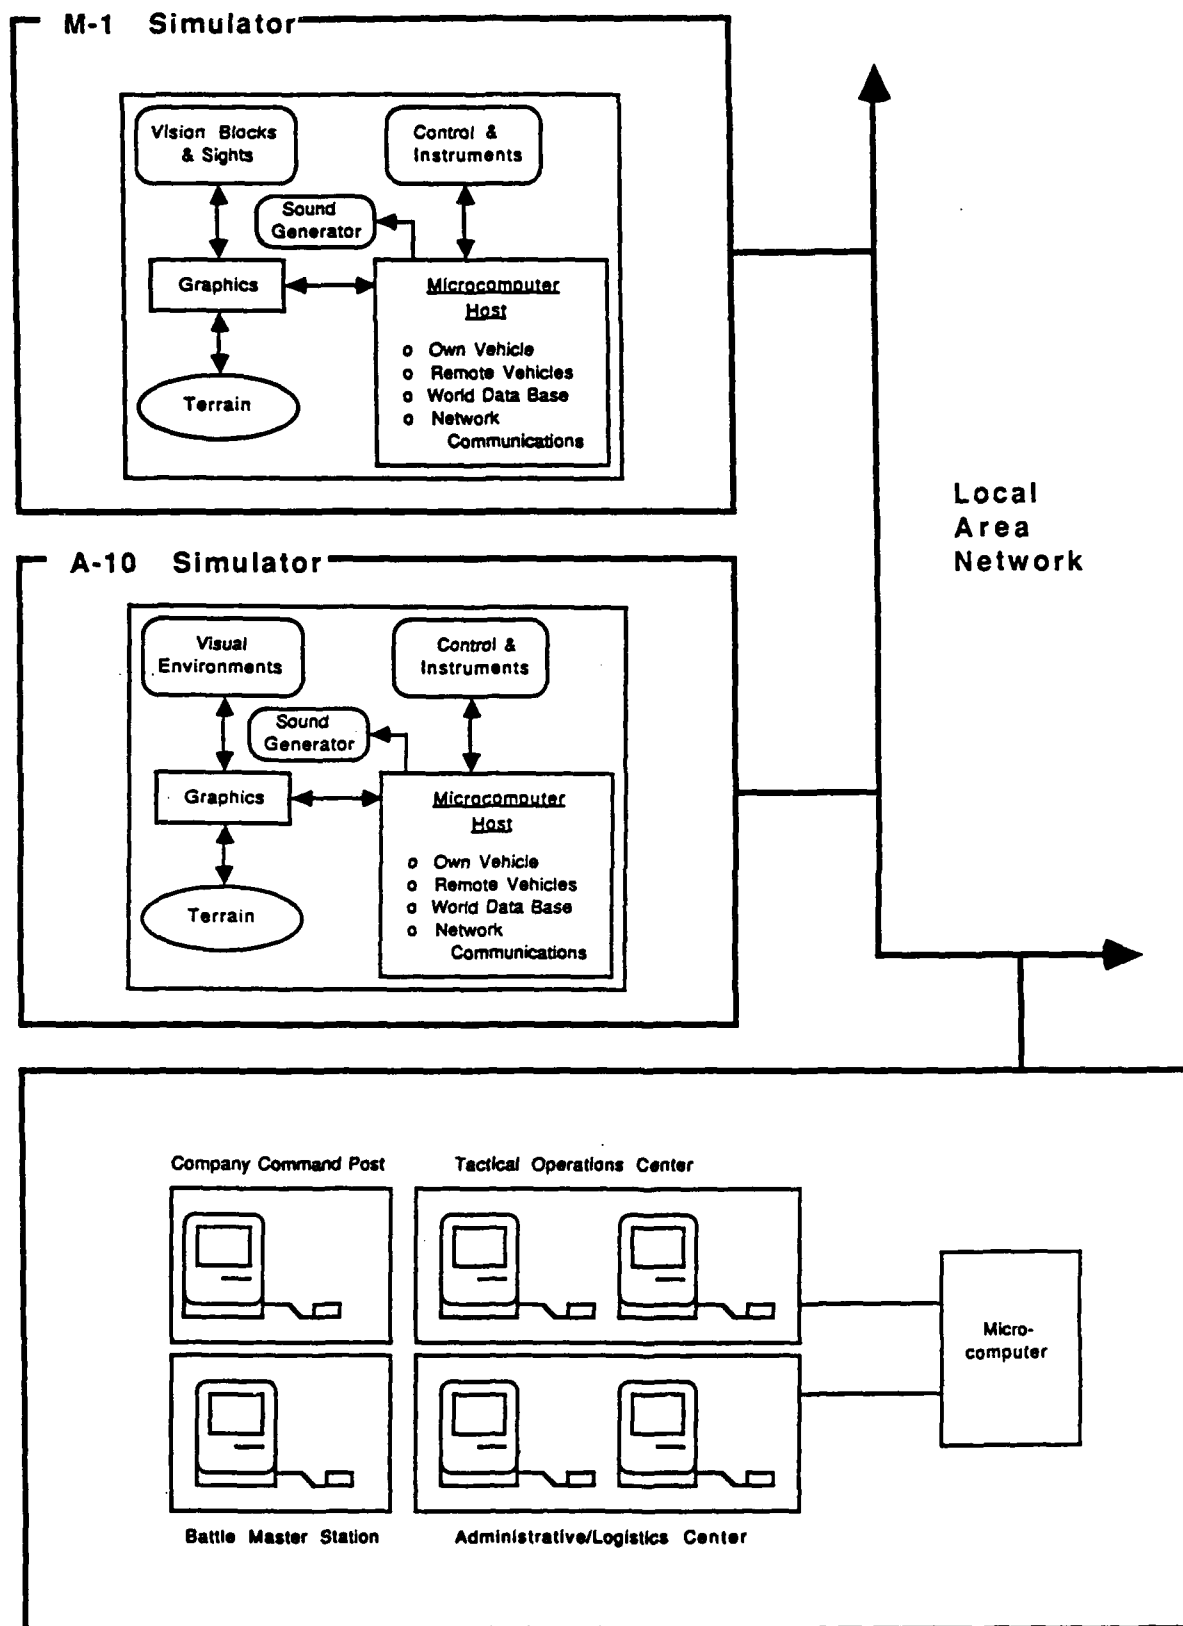 M-1 Simulator
Vision Blocks
& Sights
Control &
Instruments
Sound
Generator
Graphics
Microcomputer
Host
o Own Vehicle
o Remote Vehicles
o World Data Base
o Network
Communications
Terrain
Local
Area
Network
A-10 Simulator
Visual
Environments
Control &
Instruments
Sound
Generator
Graphics
Microcomputer
Host
o Own Vehicle
o Remote Vehicles
o World Data Base
o Network
Communications
Terrain
Company Command Post
Tactical Operations Center
Micro-
computer
Battle Master Station
Administrative/Logistics Center